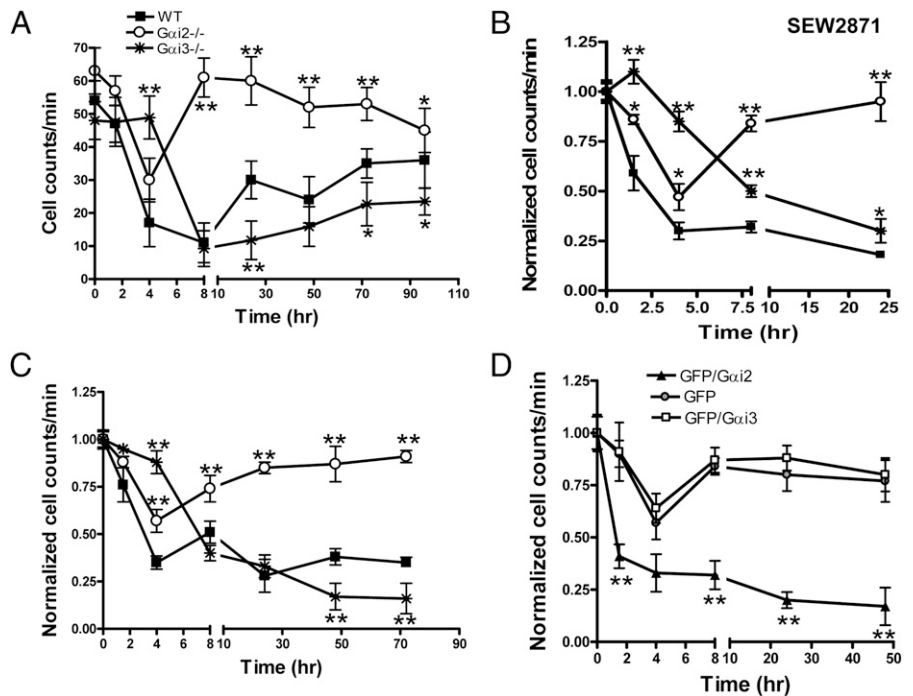 A
WT
Gαi2-/-
Gαi3-/-
Cell counts/min
70
60
50
40
30
20
10
0
** ** ** ** ** * ** * *
0 2 4 6 8 10 30 50 70 90 110
Time (hr)
B
SEW2871
Normalized cell counts/min
1.25
1.00
0.75
0.50
0.25
0.00
** * ** * ** ** ** *
0.0 2.5 5.0 7.5 10 15 20 25
Time (hr)
C
Normalized cell counts/min
1.25
1.00
0.75
0.50
0.25
0.00
** ** ** ** ** ** ** **
0 2 4 6 8 10 30 50 70 90
Time (hr)
D
GFP/Gαi2
GFP
GFP/Gαi3
Normalized cell counts/min
1.25
1.00
0.75
0.50
0.25
0.00
** ** ** **
0 2 4 6 8 10 20 30 40 50
Time (hr)